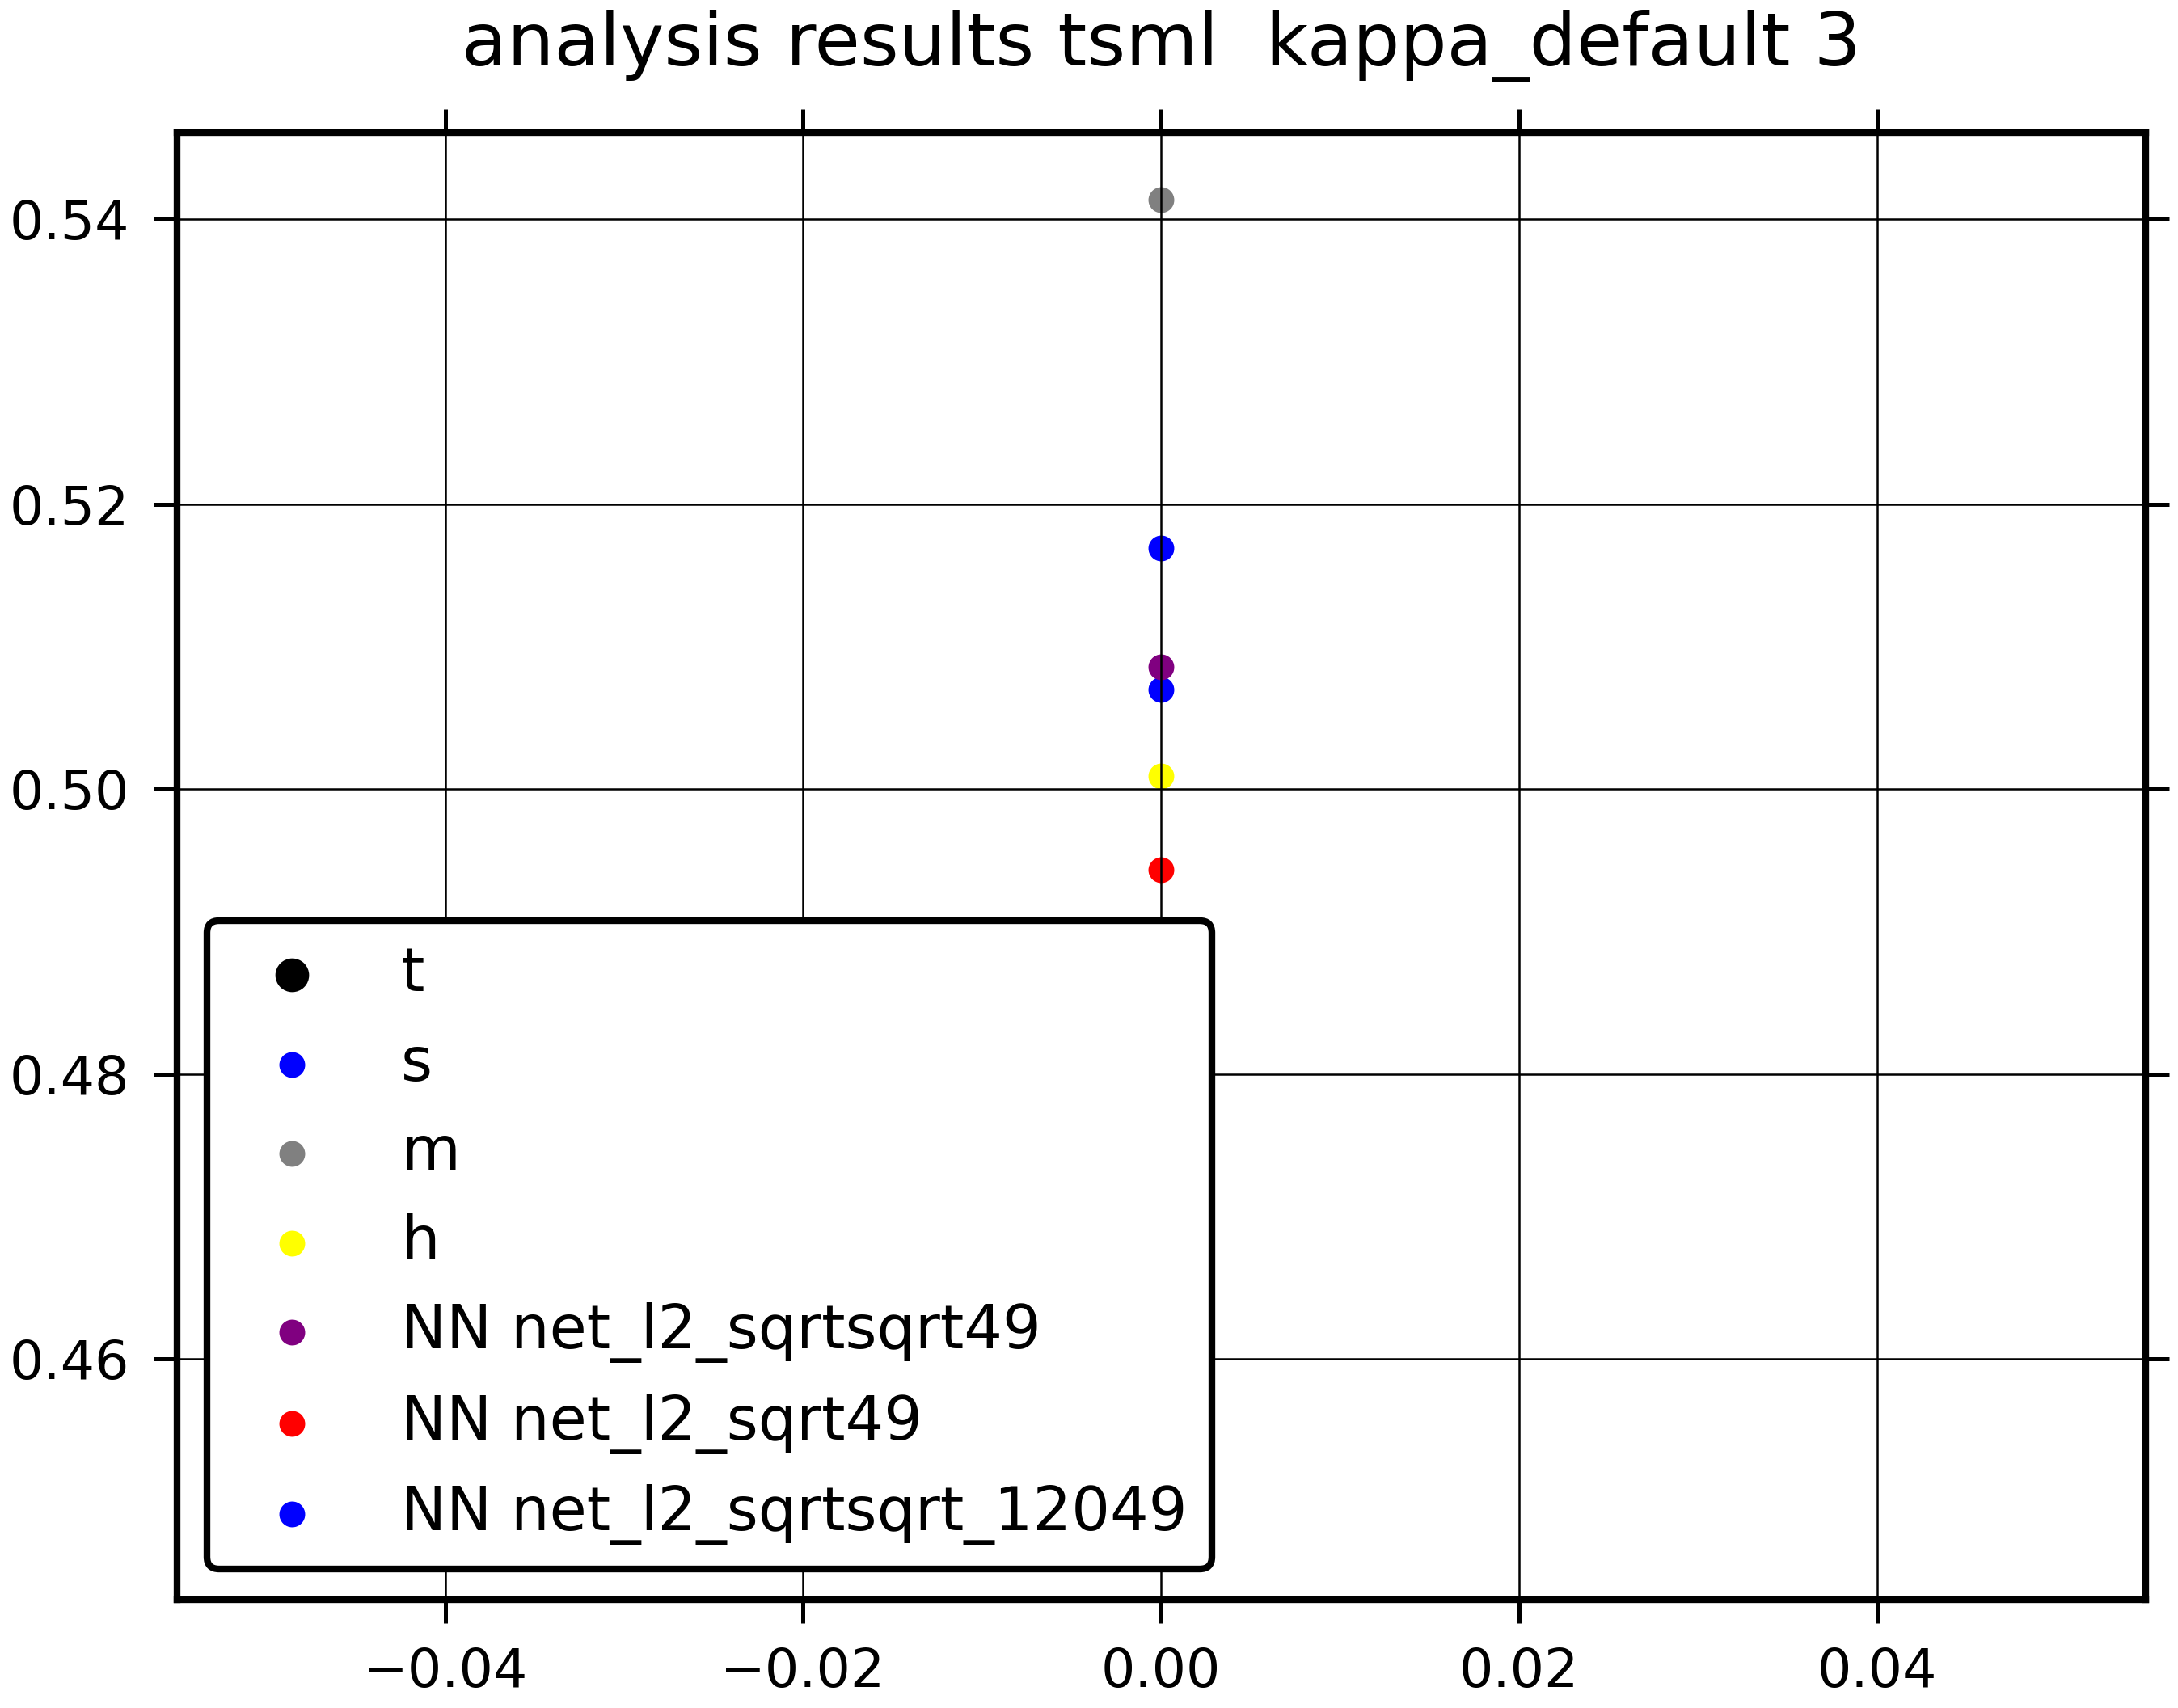 analysis results tsml  kappa_default 3
0.54
0.52
0.50
0.48
0.46
t
s
m
h
NN net_l2_sqrtsqrt49
NN net_l2_sqrt49
NN net_l2_sqrtsqrt_12049
−0.04 −0.02 0.00 0.02 0.04